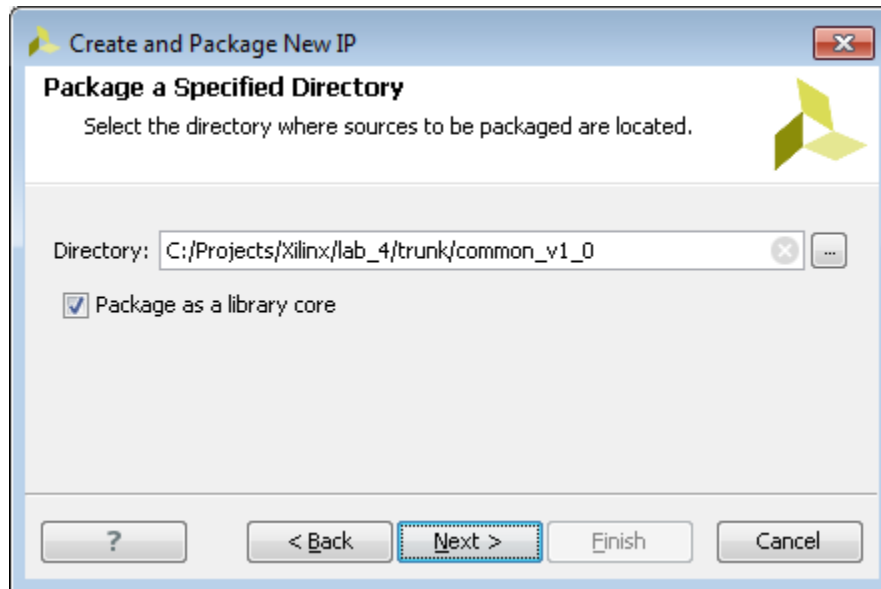 Create and Package New IP
Package a Specified Directory
Select the directory where sources to be packaged are located.
Directory: C:/Projects/Xilinx/lab_4/trunk/common_v1_0 ...
Package as a library core
? < Back Next > Finish Cancel